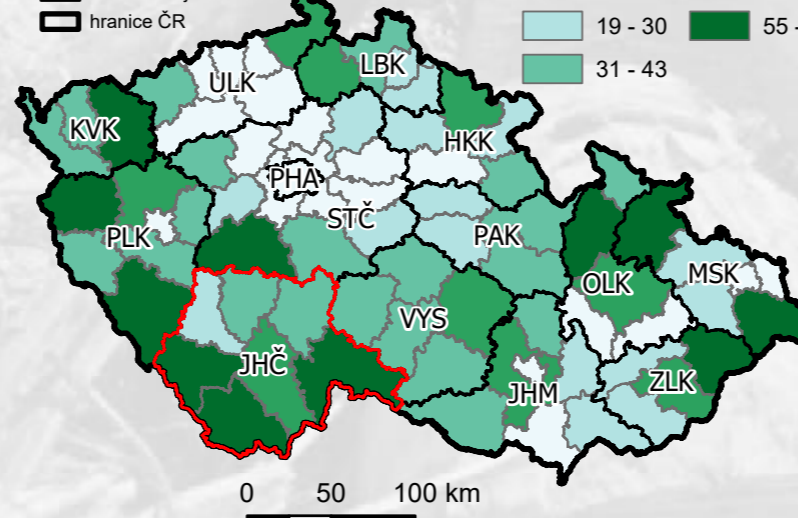 hranice ČR
19 - 30
55 -
31 - 43
ULK
LBK
KVK
HKK
PHA
STČ
PLK
PAK
OLK
MSK
VYS
JHČ
JHM
ZLK
0 50 100 km